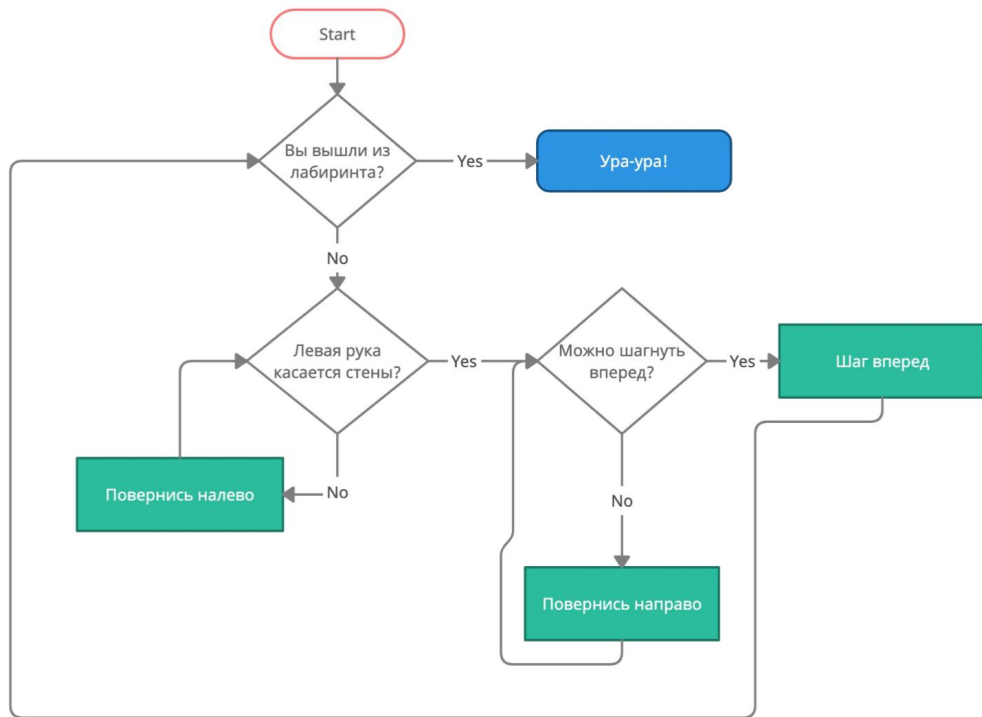 Start
Вы вышли из
лабиринта?
Yes
Ура-ура!
No
Левая рука
касается стены?
Yes
Можно шагнуть
вперед?
Yes
Шаг вперед
No
Повернись налево
No
Повернись направо